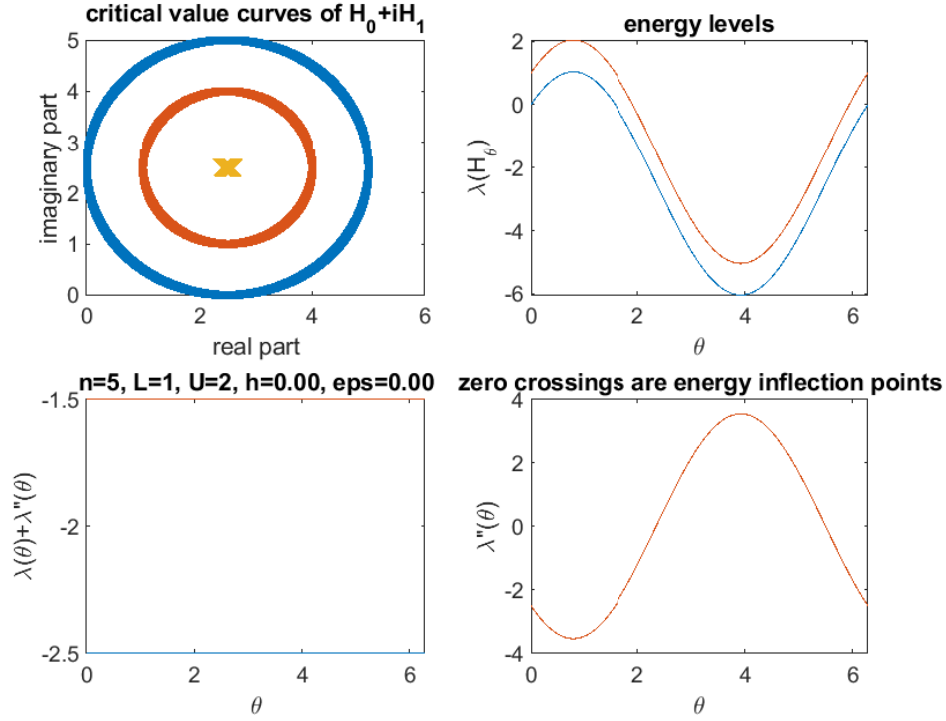 critical value curves of H₀+iH₁
5
4
3
2
1
0
0
2
4
6
imaginary part
real part
energy levels
2
0
-2
-4
-6
0
2
4
6
λ(H_θ)
θ
n=5, L=1, U=2, h=0.00, eps=0.00
-1.5
-2
-2.5
0
2
4
6
λ(θ)+λ''(θ)
θ
zero crossings are energy inflection points
4
2
0
-2
-4
0
2
4
6
λ''(θ)
θ